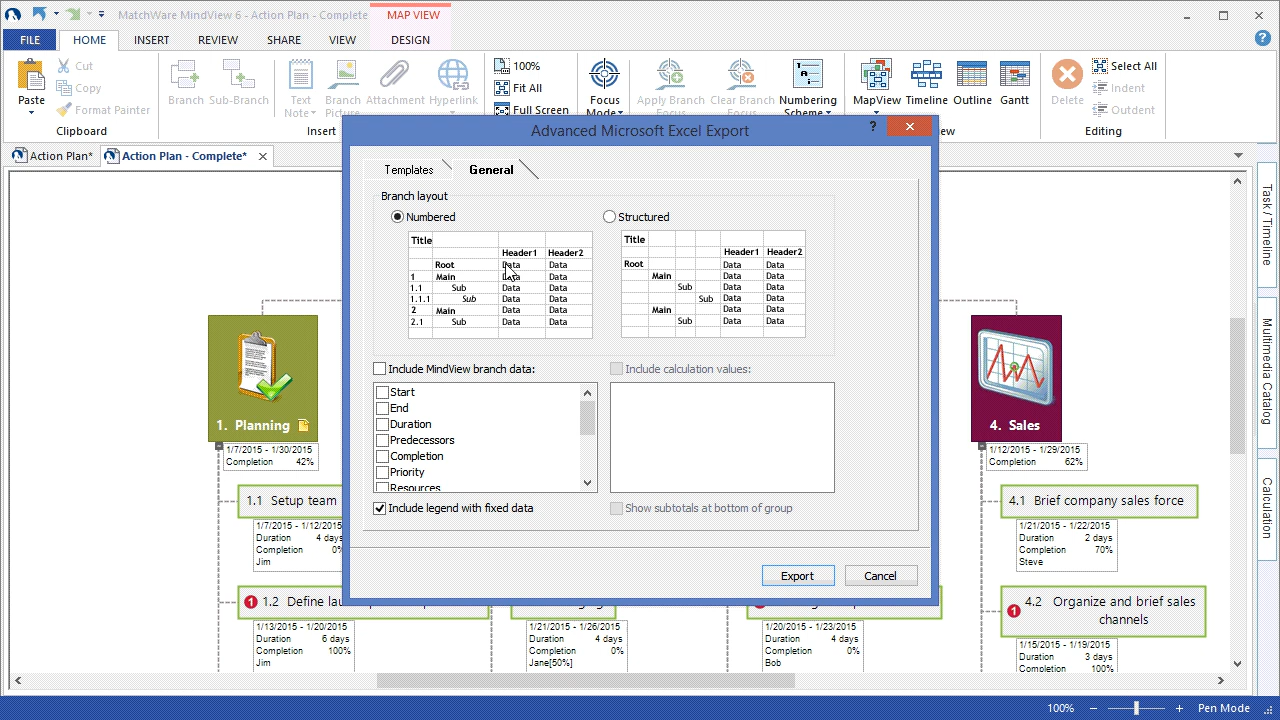 MatchWare MindView 6 - Action Plan - Complete
MAP VIEW
FILE
HOME
INSERT
REVIEW
SHARE
VIEW
DESIGN
Paste
Cut
Copy
Format Painter
Clipboard
Branch
Sub-Branch
Text Note
Branch Picture
Attachment
Hyperlink
Insert
100%
Fit All
Full Screen
Focus Mode
Apply Branch Focus
Clear Branch Focus
Numbering Scheme
MapView
Timeline
Outline
Gantt
Delete
Select All
Indent
Outdent
Editing
Action Plan*
Action Plan - Complete*
Advanced Microsoft Excel Export
?
Templates
General
Branch layout
Numbered
Structured
Title
Header1 Header2
Root Data Data
1 Main Data Data
1.1 Sub Data Data
1.1.1 Sub Data Data
2 Main Data Data
2.1 Sub Data Data
Title
Header1 Header2
Root Data Data
Main Data Data
Sub Data Data
Sub Data Data
Main Data Data
Sub Data Data
Include MindView branch data:
Include calculation values:
Start
End
Duration
Predecessors
Completion
Priority
Resources
Include legend with fixed data
Show subtotals at bottom of group
Export
Cancel
1. Planning
1/7/2015 - 1/30/2015
Completion 42%
1.1 Setup team
1/7/2015 - 1/12/2015
Duration 4 days
Completion 0%
Jim
1/13/2015 - 1/20/2015
Duration 6 days
Completion 100%
Jim
1/21/2015 - 1/26/2015
Duration 4 days
Completion 0%
Jane[50%]
1/20/2015 - 1/23/2015
Duration 4 days
Completion 0%
Bob
4. Sales
1/12/2015 - 1/29/2015
Completion 62%
4.1 Brief company sales force
1/21/2015 - 1/22/2015
Duration 2 days
Completion 70%
Steve
1 4.2 Organize and brief sales
channels
1/15/2015 - 1/19/2015
Duration 3 days
Completion 100%
1 1.2 Define
Task / Timeline
Multimedia Catalog
Calculation
100%
Pen Mode